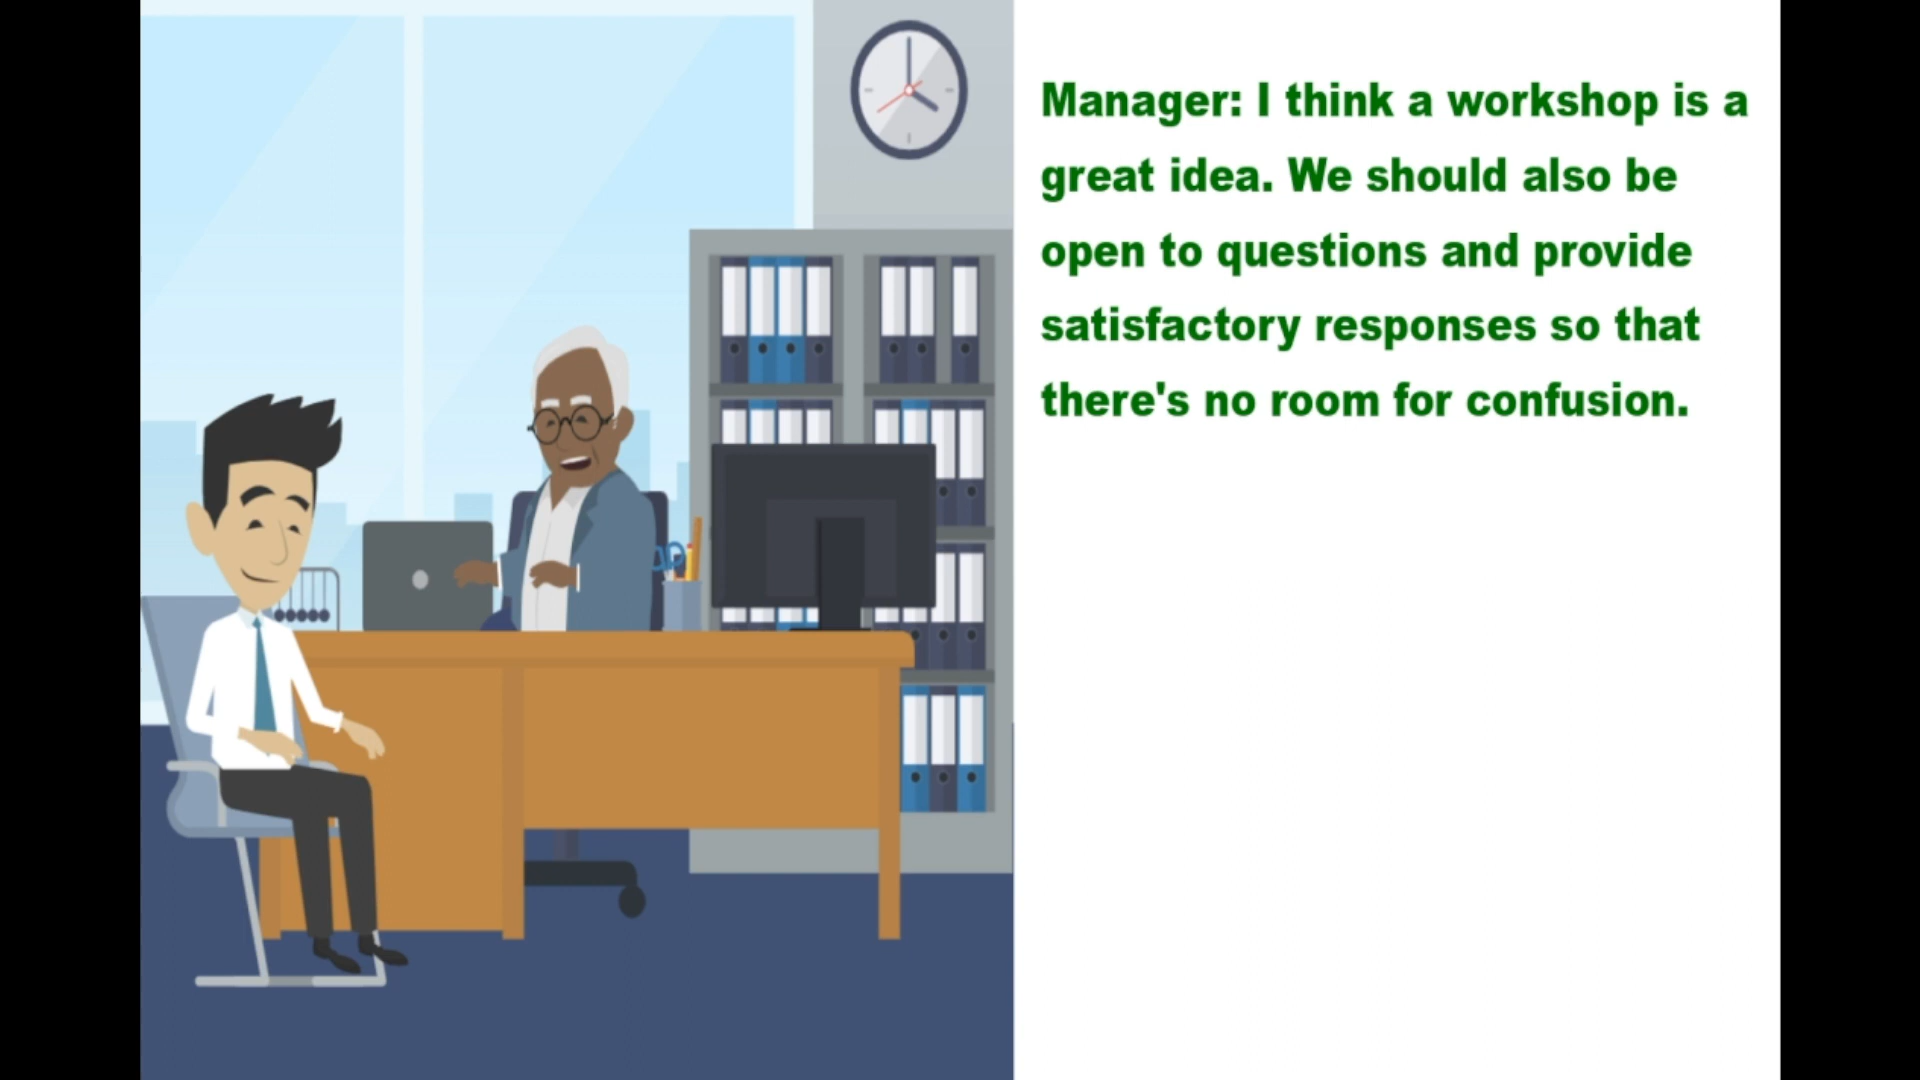 Manager: I think a workshop is a
great idea. We should also be
open to questions and provide
satisfactory responses so that
there's no room for confusion.